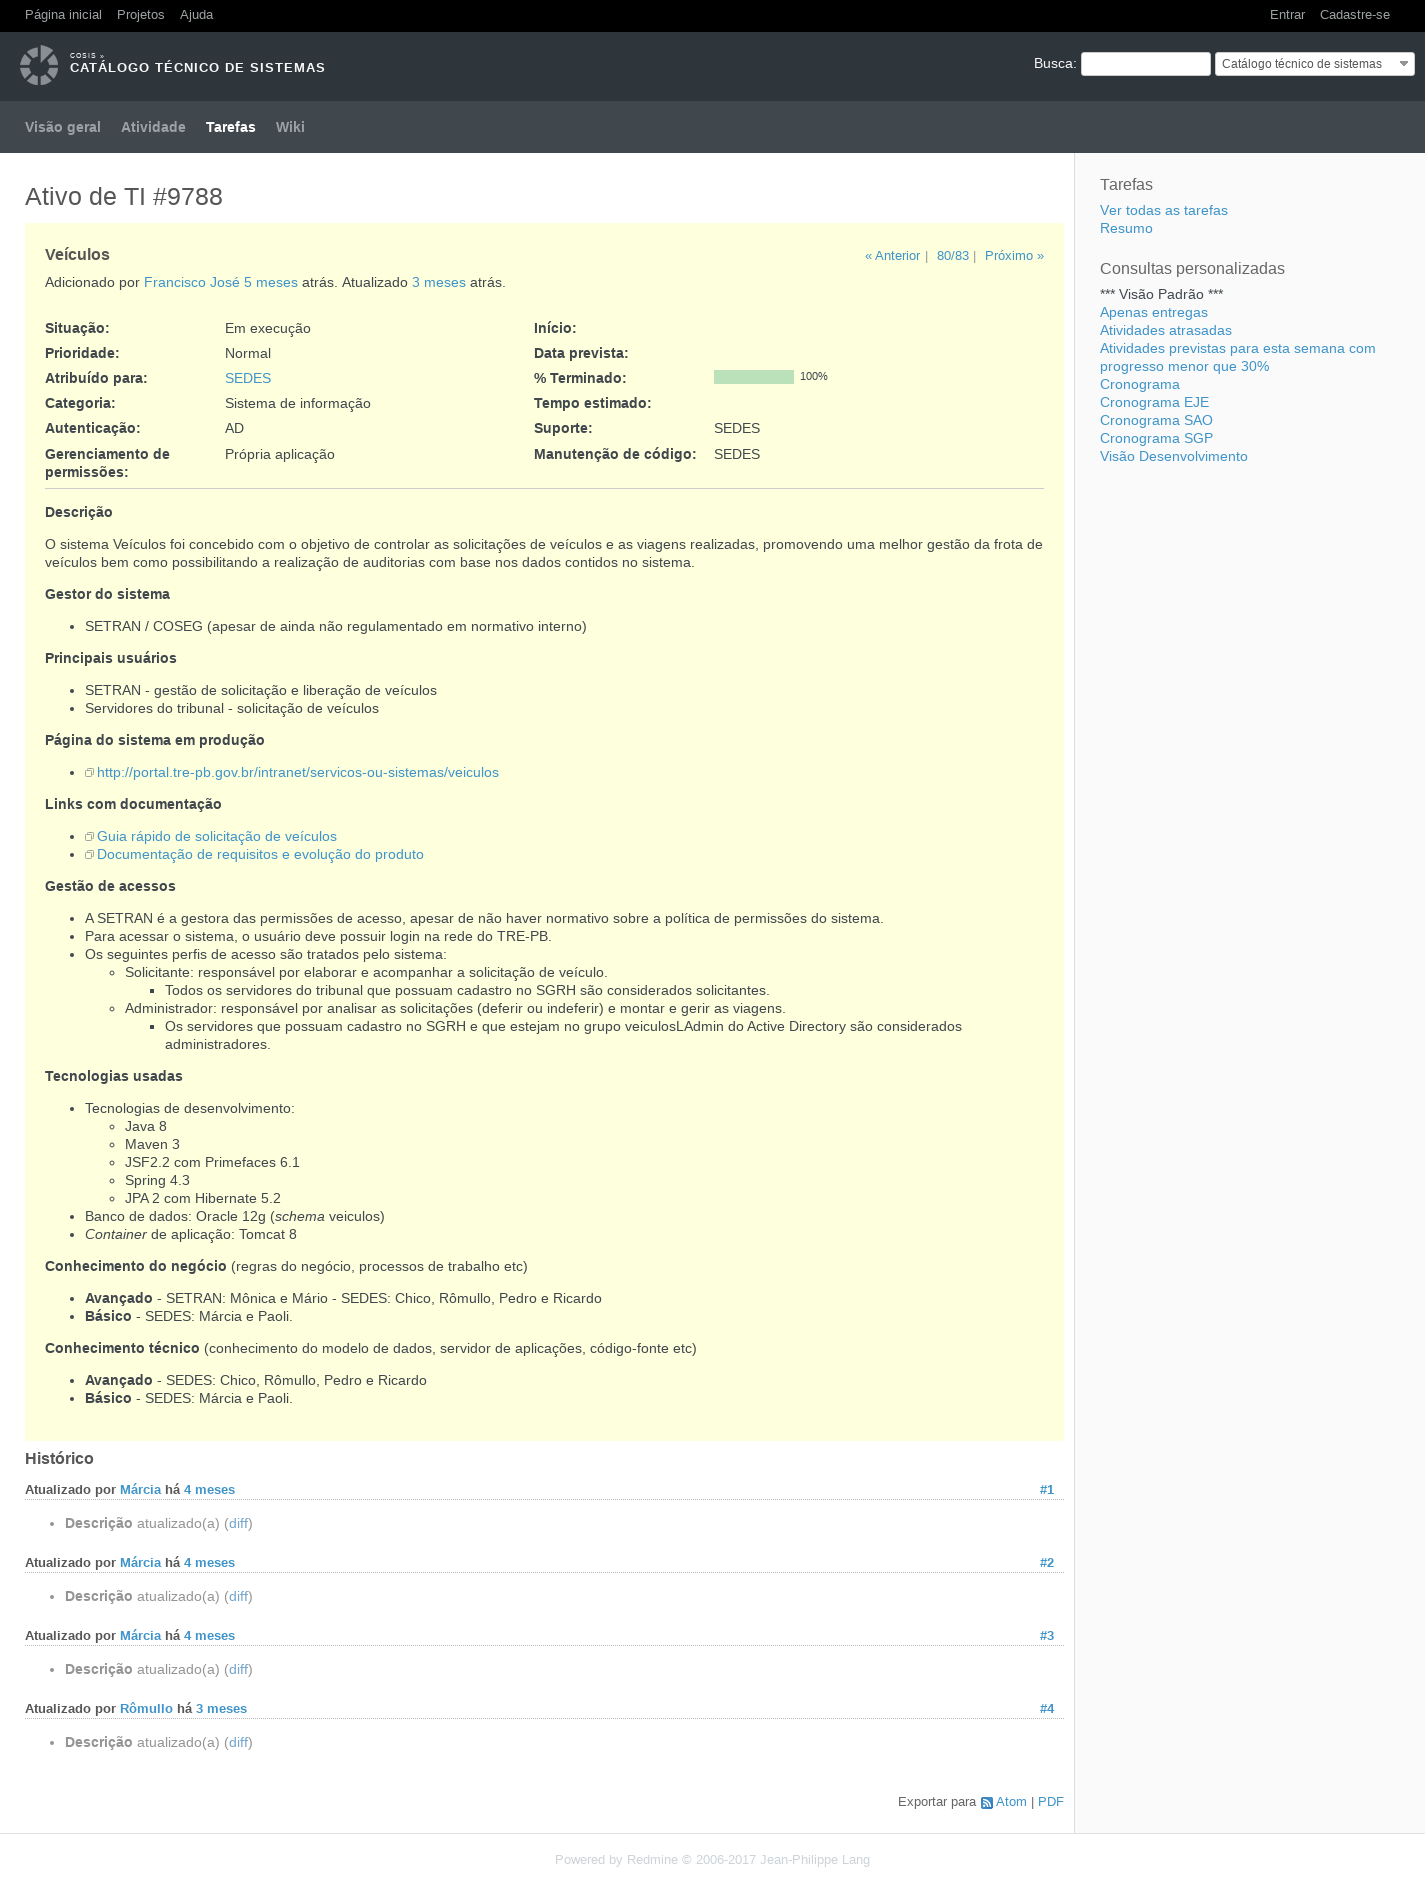 Página inicial Projetos Ajuda Entrar Cadastre-se
COSIS »
CATÁLOGO TÉCNICO DE SISTEMAS
Busca: Catálogo técnico de sistemas
Visão geral Atividade Tarefas Wiki
Ativo de TI #9788
Veículos
« Anterior | 80/83 | Próximo »
Adicionado por Francisco José 5 meses atrás. Atualizado 3 meses atrás.
Situação: Em execução Início:
Prioridade: Normal Data prevista:
Atribuído para: SEDES % Terminado: 100%
Categoria: Sistema de informação Tempo estimado:
Autenticação: AD Suporte: SEDES
Gerenciamento de permissões: Própria aplicação Manutenção de código: SEDES
Descrição
O sistema Veículos foi concebido com o objetivo de controlar as solicitações de veículos e as viagens realizadas, promovendo uma melhor gestão da frota de
veículos bem como possibilitando a realização de auditorias com base nos dados contidos no sistema.
Gestor do sistema
SETRAN / COSEG (apesar de ainda não regulamentado em normativo interno)
Principais usuários
SETRAN - gestão de solicitação e liberação de veículos
Servidores do tribunal - solicitação de veículos
Página do sistema em produção
http://portal.tre-pb.gov.br/intranet/servicos-ou-sistemas/veiculos
Links com documentação
Guia rápido de solicitação de veículos
Documentação de requisitos e evolução do produto
Gestão de acessos
A SETRAN é a gestora das permissões de acesso, apesar de não haver normativo sobre a política de permissões do sistema.
Para acessar o sistema, o usuário deve possuir login na rede do TRE-PB.
Os seguintes perfis de acesso são tratados pelo sistema:
Solicitante: responsável por elaborar e acompanhar a solicitação de veículo.
Todos os servidores do tribunal que possuam cadastro no SGRH são considerados solicitantes.
Administrador: responsável por analisar as solicitações (deferir ou indeferir) e montar e gerir as viagens.
Os servidores que possuam cadastro no SGRH e que estejam no grupo veiculosLAdmin do Active Directory são considerados
administradores.
Tecnologias usadas
Tecnologias de desenvolvimento:
Java 8
Maven 3
JSF2.2 com Primefaces 6.1
Spring 4.3
JPA 2 com Hibernate 5.2
Banco de dados: Oracle 12g (schema veiculos)
Container de aplicação: Tomcat 8
Conhecimento do negócio (regras do negócio, processos de trabalho etc)
Avançado - SETRAN: Mônica e Mário - SEDES: Chico, Rômullo, Pedro e Ricardo
Básico - SEDES: Márcia e Paoli.
Conhecimento técnico (conhecimento do modelo de dados, servidor de aplicações, código-fonte etc)
Avançado - SEDES: Chico, Rômullo, Pedro e Ricardo
Básico - SEDES: Márcia e Paoli.
Histórico
Atualizado por Márcia há 4 meses #1
Descrição atualizado(a) (diff)
Atualizado por Márcia há 4 meses #2
Descrição atualizado(a) (diff)
Atualizado por Márcia há 4 meses #3
Descrição atualizado(a) (diff)
Atualizado por Rômullo há 3 meses #4
Descrição atualizado(a) (diff)
Exportar para Atom | PDF
Tarefas
Ver todas as tarefas
Resumo
Consultas personalizadas
*** Visão Padrão ***
Apenas entregas
Atividades atrasadas
Atividades previstas para esta semana com
progresso menor que 30%
Cronograma
Cronograma EJE
Cronograma SAO
Cronograma SGP
Visão Desenvolvimento
Powered by Redmine © 2006-2017 Jean-Philippe Lang